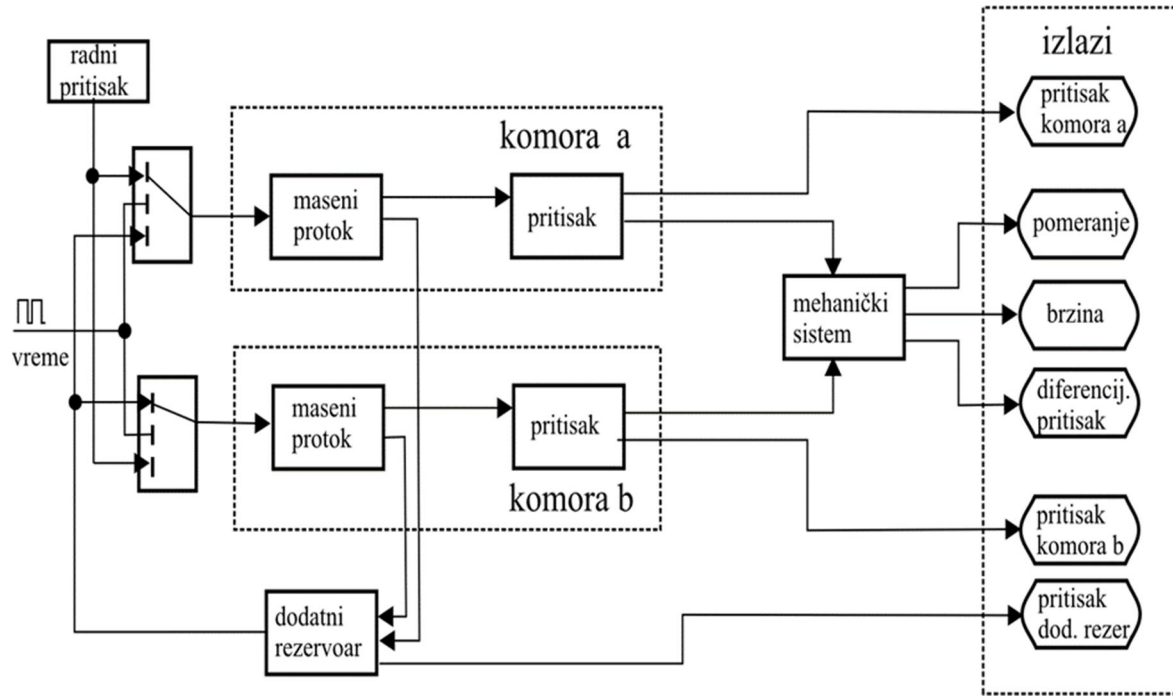 radni
pritisak
komora a
maseni
protok
pritisak
vreme
maseni
protok
pritisak
komora b
dodatni
rezervoar
mehanički
sistem
izlazi
pritisak
komora a
pomeranje
brzina
diferencij.
pritisak
pritisak
komora b
pritisak
dod. rezer.